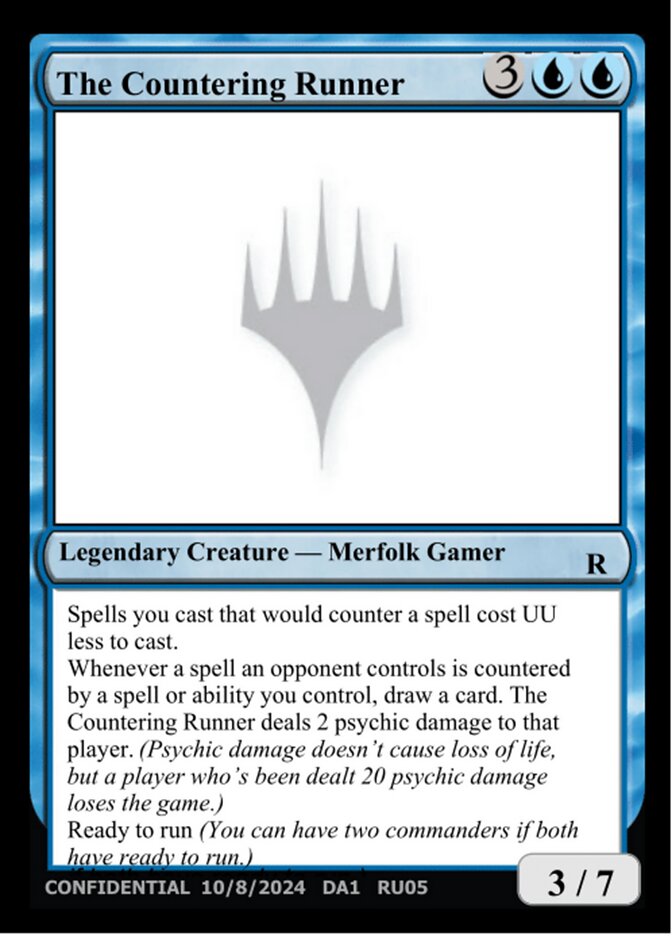 The Countering Runner 3
Legendary Creature — Merfolk Gamer
R
Spells you cast that would counter a spell cost UU
less to cast.
Whenever a spell an opponent controls is countered
by a spell or ability you control, draw a card. The
Countering Runner deals 2 psychic damage to that
player. (Psychic damage doesn't cause loss of life,
but a player who's been dealt 20 psychic damage
loses the game.)
Ready to run (You can have two commanders if both
have ready to run.)
CONFIDENTIAL 10/8/2024 DA1 RU05
3 / 7